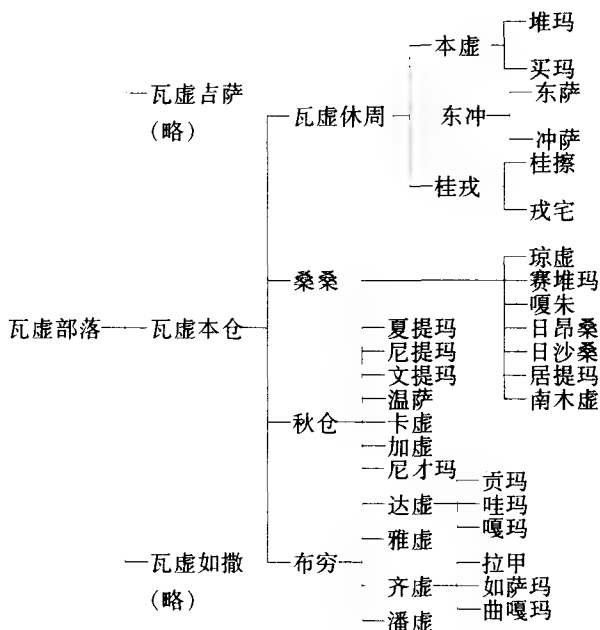 瓦虚部落
瓦虚占萨
(略)
瓦虚本仓
瓦虚如撒
(略)
瓦虚休周
本虚
堆玛
买玛
东冲
东萨
冲萨
桂戎
桂擦
戎宅
桑桑
琼虚
赛堆玛
嘎朱
日昂桑
日沙桑
居提玛
南木虚
秋仓
夏提玛
尼提玛
文提玛
温萨
卡虚
加虚
尼才玛
布穷
达虚
贡玛
哇玛
嘎玛
雅虚
齐虚
拉甲
如萨玛
曲嘎玛
潘虚